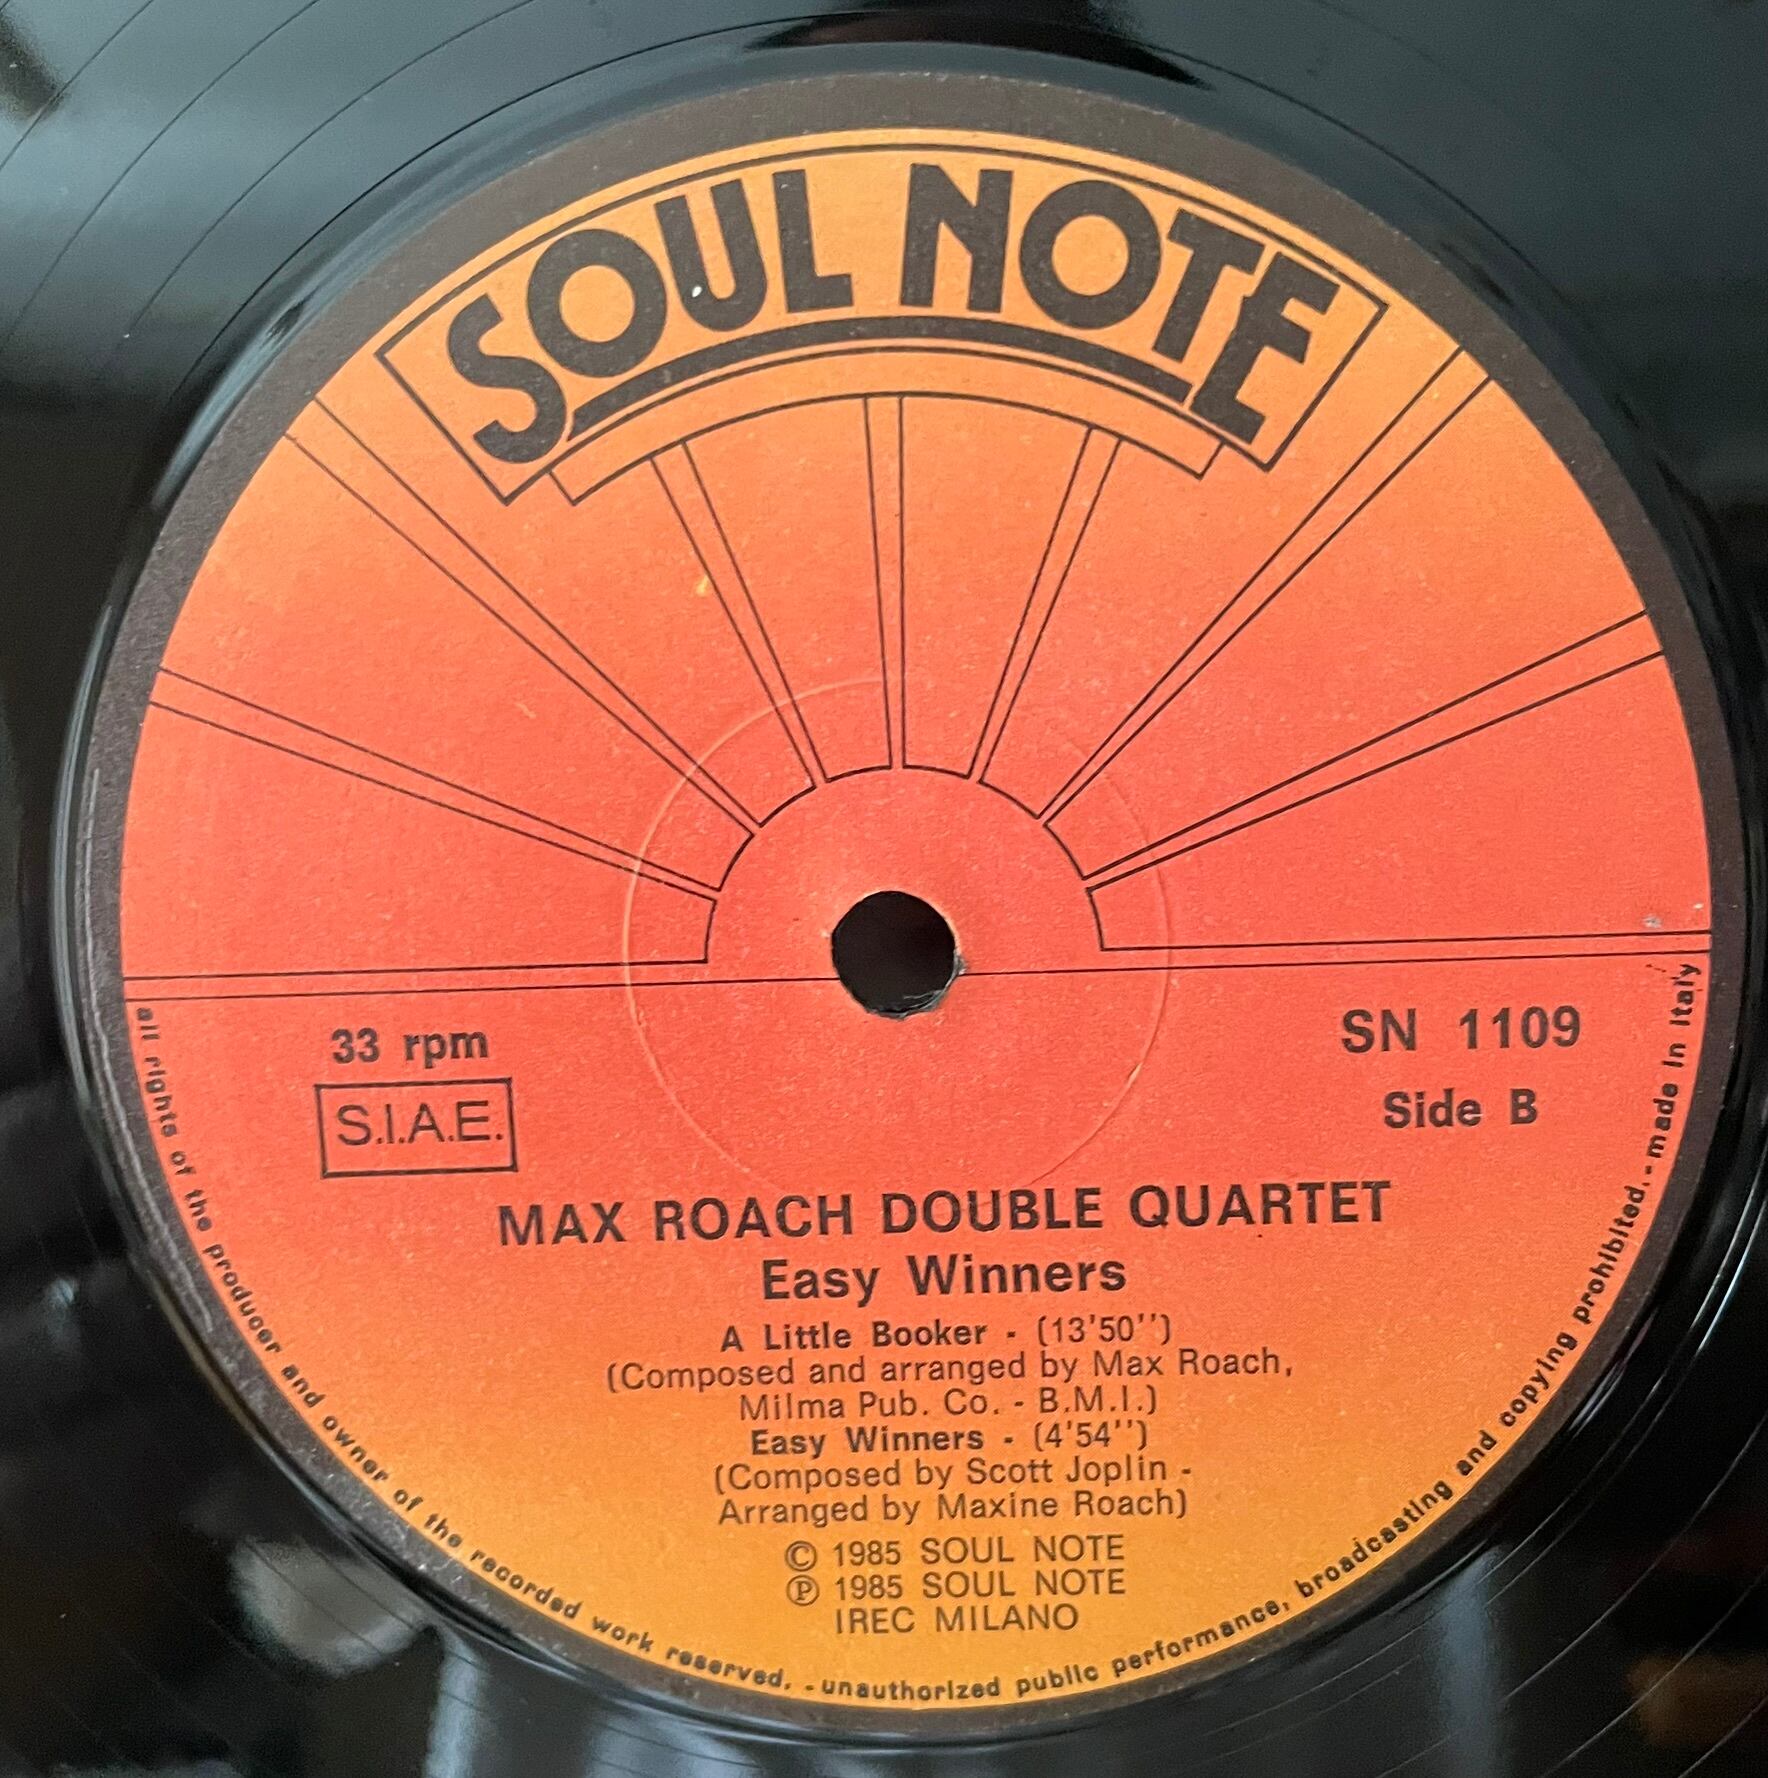 SOUL NOTE
33 rpm
S.I.A.E.
SN 1109
Side B
MAX ROACH DOUBLE QUARTET
Easy Winners
A Little Booker - (13'50'')
(Composed and arranged by Max Roach,
Milma Pub. Co. - B.M.I.)
Easy Winners - (4'54'')
(Composed by Scott Joplin -
Arranged by Maxine Roach)
© 1985 SOUL NOTE
℗ 1985 SOUL NOTE
IREC MILANO
all rights of the producer and owner of the recorded work reserved. - unauthorized public performance, broadcasting and copying prohibited. - made in Italy